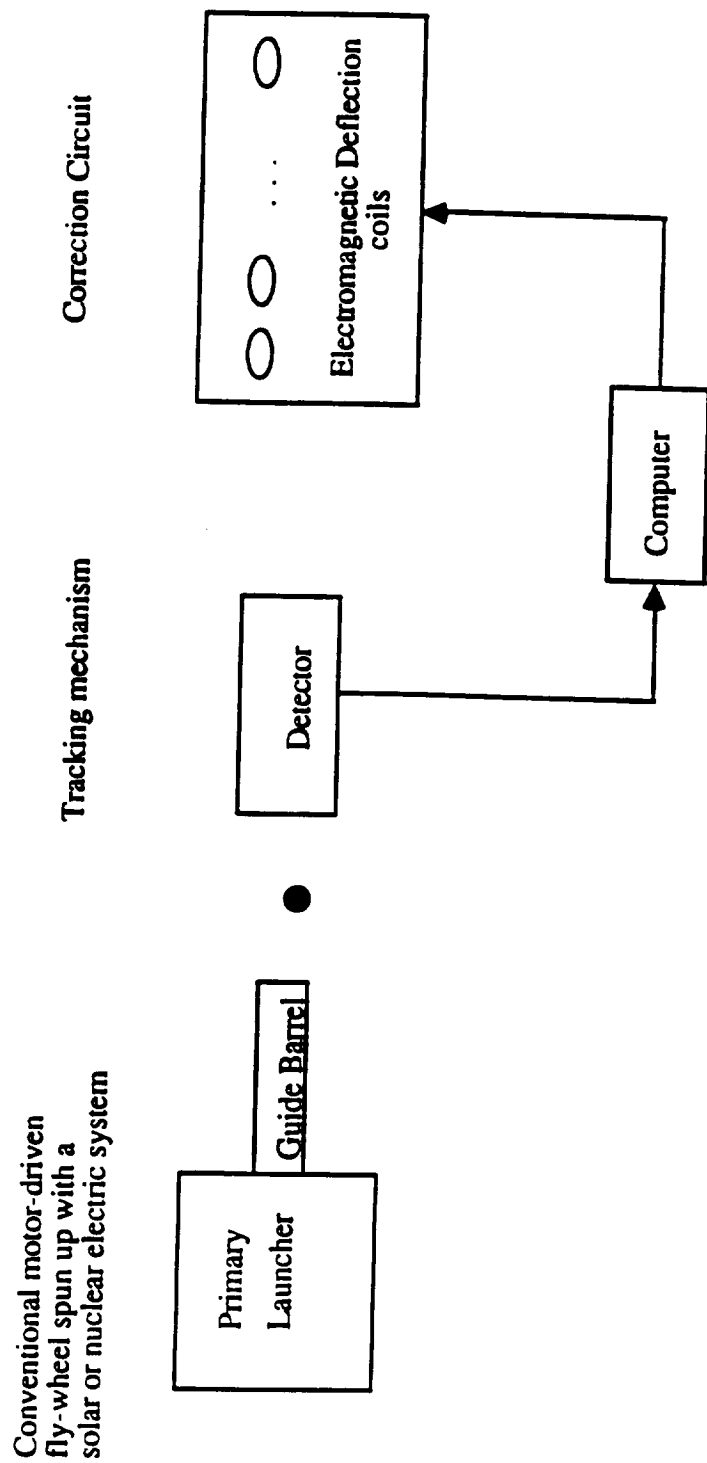 Conventional motor-driven
fly-wheel spun up with a
solar or nuclear electric system
Tracking mechanism
Correction Circuit
Primary
Launcher
Guide Barrel
Detector
. . .
Electromagnetic Deflection
coils
Computer